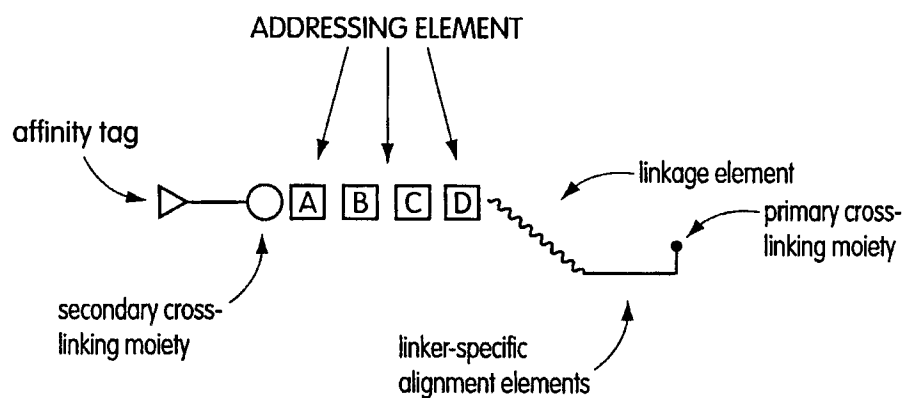 ADDRESSING ELEMENT
affinity tag
A B C D
linkage element
primary cross-
linking moiety
secondary cross-
linking moiety
linker-specific
alignment elements